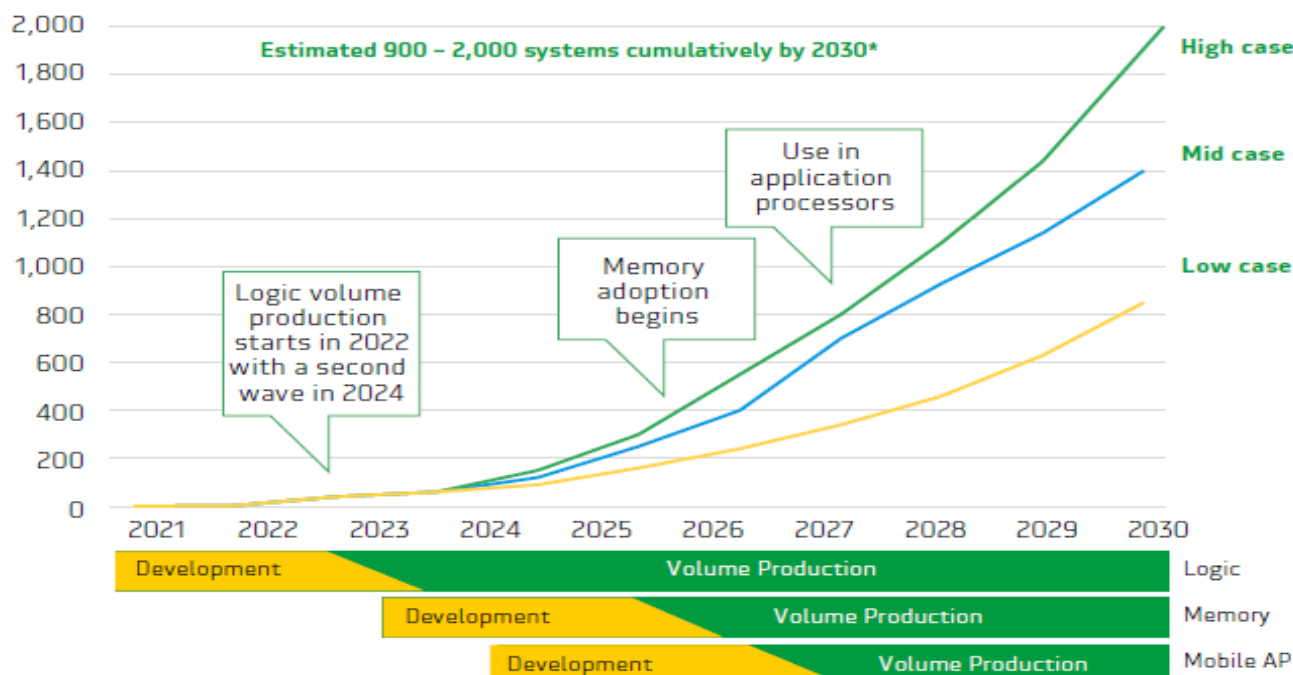 2,000
Estimated 900 – 2,000 systems cumulatively by 2030*
High case
1,800
1,600
Use in
application
processors
Mid case
1,400
1,200
Memory
adoption
begins
1,000
Low case
Logic volume
production
starts in 2022
with a second
wave in 2024
800
600
400
200
0
2021 2022 2023 2024 2025 2026 2027 2028 2029 2030
Development Volume Production Logic
Development Volume Production Memory
Development Volume Production Mobile AP